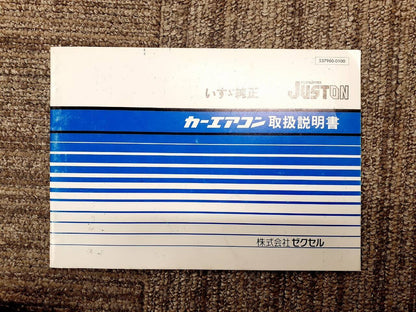 537960-0100
いすゞ純正 JUSTON
カーエアコン 取扱説明書
株式会社ゼクセル